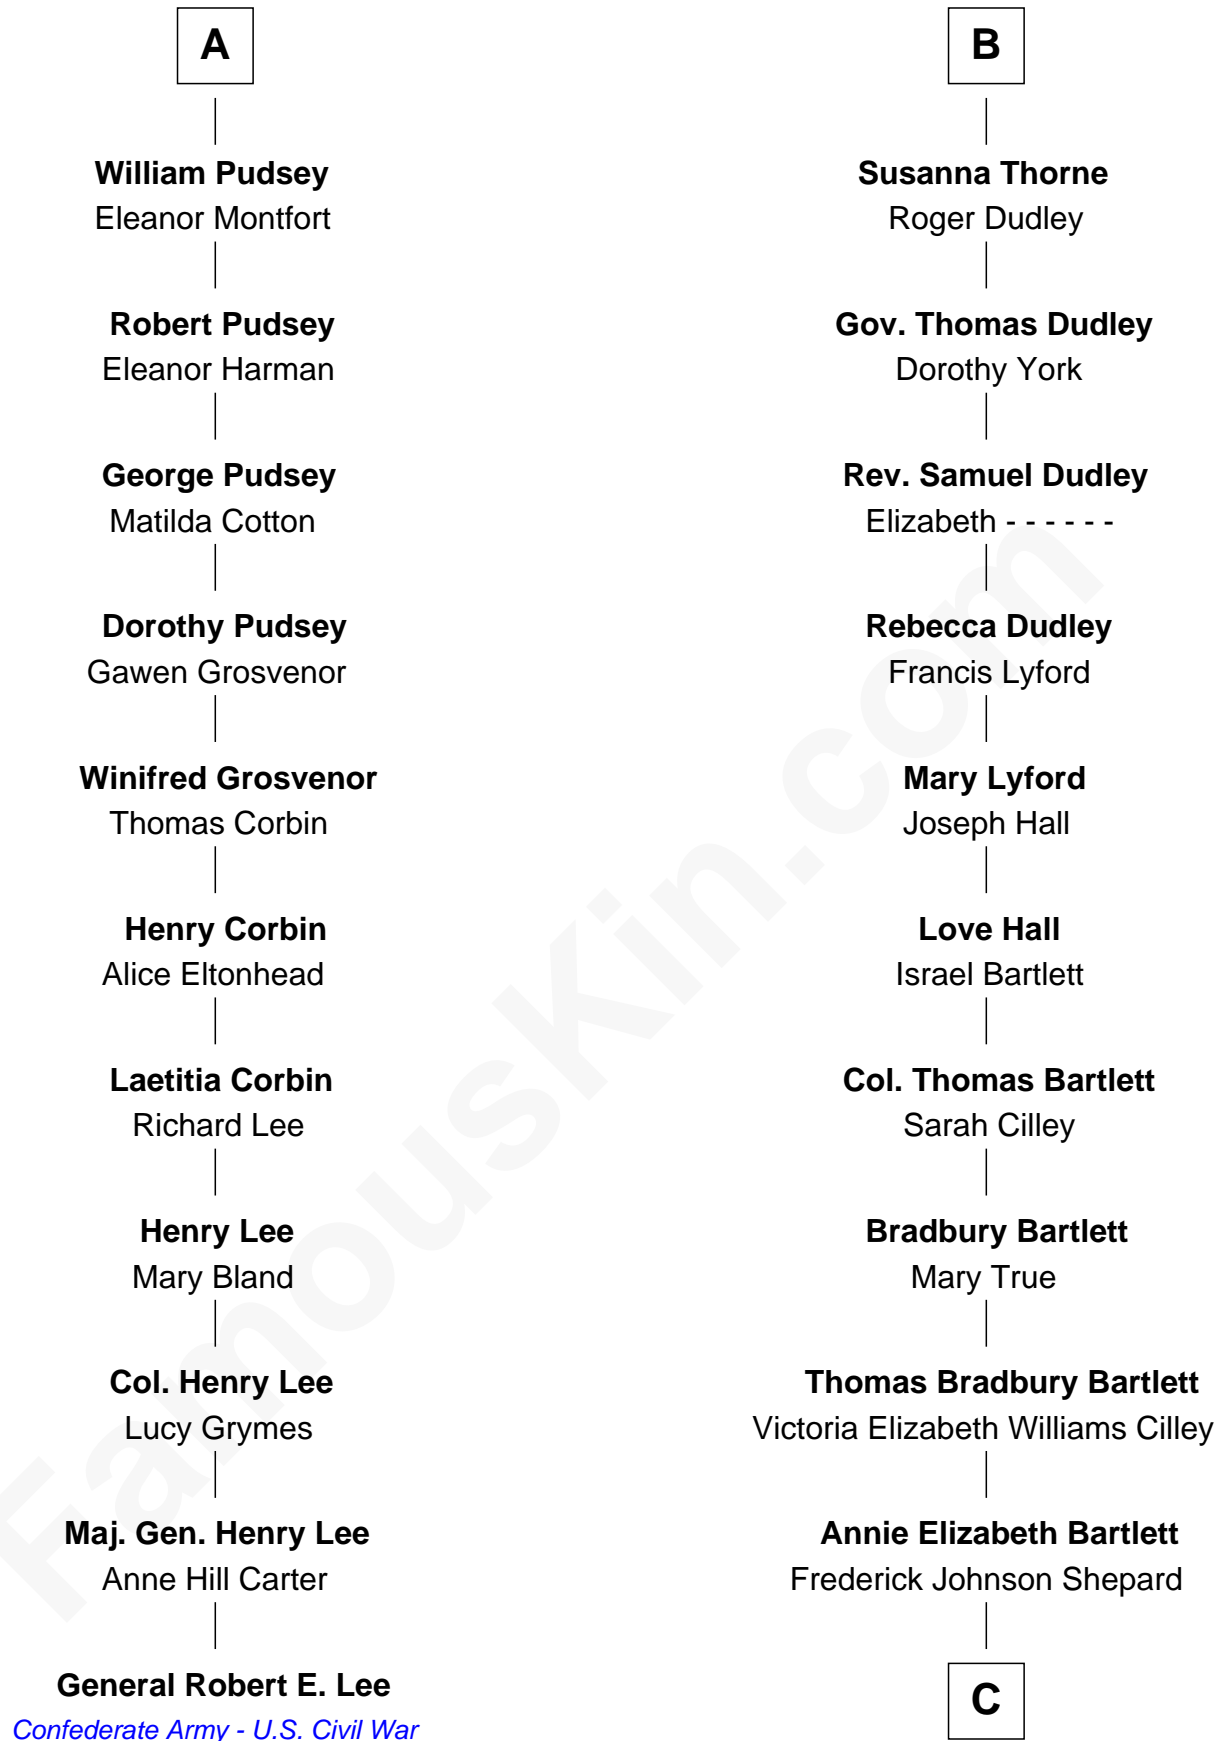 A
William Pudsey
Eleanor Montfort
Robert Pudsey
Eleanor Harman
George Pudsey
Matilda Cotton
Dorothy Pudsey
Gawen Grosvenor
Winifred Grosvenor
Thomas Corbin
Henry Corbin
Alice Eltonhead
Laetitia Corbin
Richard Lee
Henry Lee
Mary Bland
Col. Henry Lee
Lucy Grymes
Maj. Gen. Henry Lee
Anne Hill Carter
General Robert E. Lee
Confederate Army - U.S. Civil War
B
Susanna Thorne
Roger Dudley
Gov. Thomas Dudley
Dorothy York
Rev. Samuel Dudley
Elizabeth - - - - - -
Rebecca Dudley
Francis Lyford
Mary Lyford
Joseph Hall
Love Hall
Israel Bartlett
Col. Thomas Bartlett
Sarah Cilley
Bradbury Bartlett
Mary True
Thomas Bradbury Bartlett
Victoria Elizabeth Williams Cilley
Annie Elizabeth Bartlett
Frederick Johnson Shepard
C
FamousKin.com